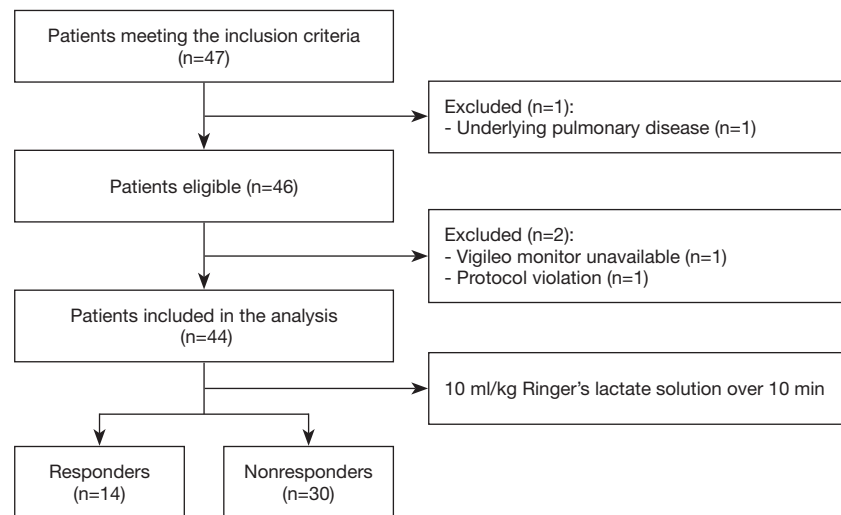 Patients meeting the inclusion criteria
(n=47)
Excluded (n=1):
- Underlying pulmonary disease (n=1)
Patients eligible (n=46)
Excluded (n=2):
- Vigileo monitor unavailable (n=1)
- Protocol violation (n=1)
Patients included in the analysis
(n=44)
10 ml/kg Ringer’s lactate solution over 10 min
Responders
(n=14)
Nonresponders
(n=30)